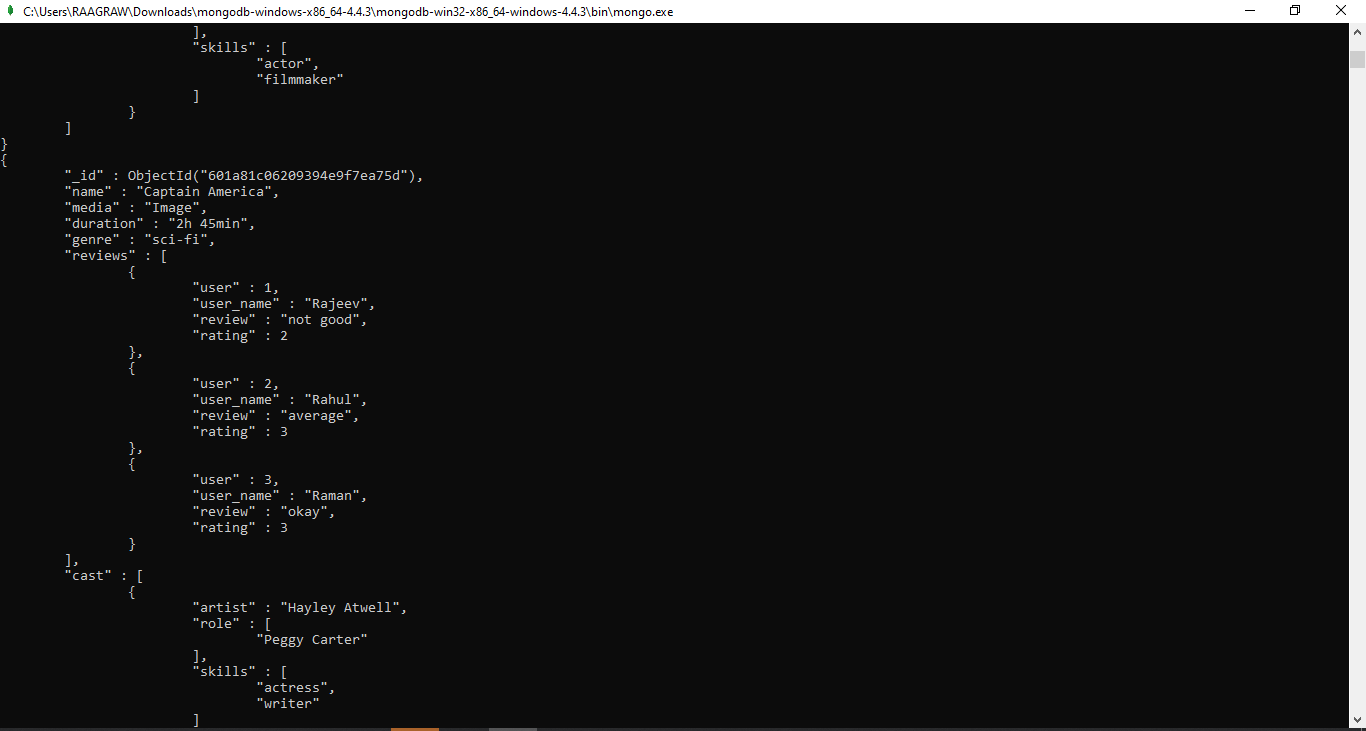 C:\Users\RAAGRAW\Downloads\mongodb-windows-x86_64-4.4.3\mongodb-win32-x86_64-windows-4.4.3\bin\mongo.exe
],
"skills" : [
"actor",
"filmmaker"
]
}
]
}
{
"_id" : ObjectId("601a81c06209394e9f7ea75d"),
"name" : "Captain America",
"media" : "Image",
"duration" : "2h 45min",
"genre" : "sci-fi",
"reviews" : [
{
"user" : 1,
"user_name" : "Rajeev",
"review" : "not good",
"rating" : 2
},
{
"user" : 2,
"user_name" : "Rahul",
"review" : "average",
"rating" : 3
},
{
"user" : 3,
"user_name" : "Raman",
"review" : "okay",
"rating" : 3
}
],
"cast" : [
{
"artist" : "Hayley Atwell",
"role" : [
"Peggy Carter"
],
"skills" : [
"actress",
"writer"
]